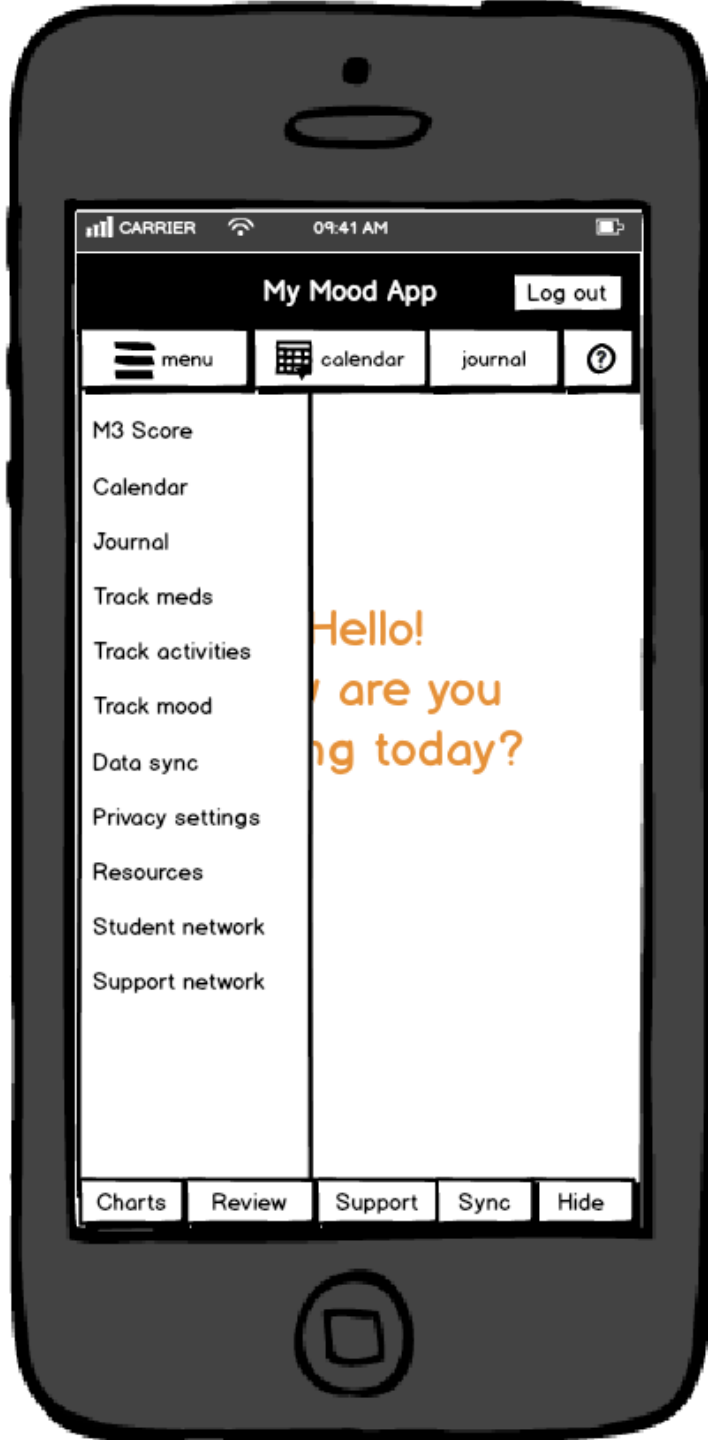 CARRIER 09:41 AM
My Mood App Log out
menu calendar journal ?
M3 Score
Calendar
Journal
Track meds
Hello!
Track activities
are you
Track mood
today?
Data sync
Privacy settings
Resources
Student network
Support network
Charts Review Support Sync Hide